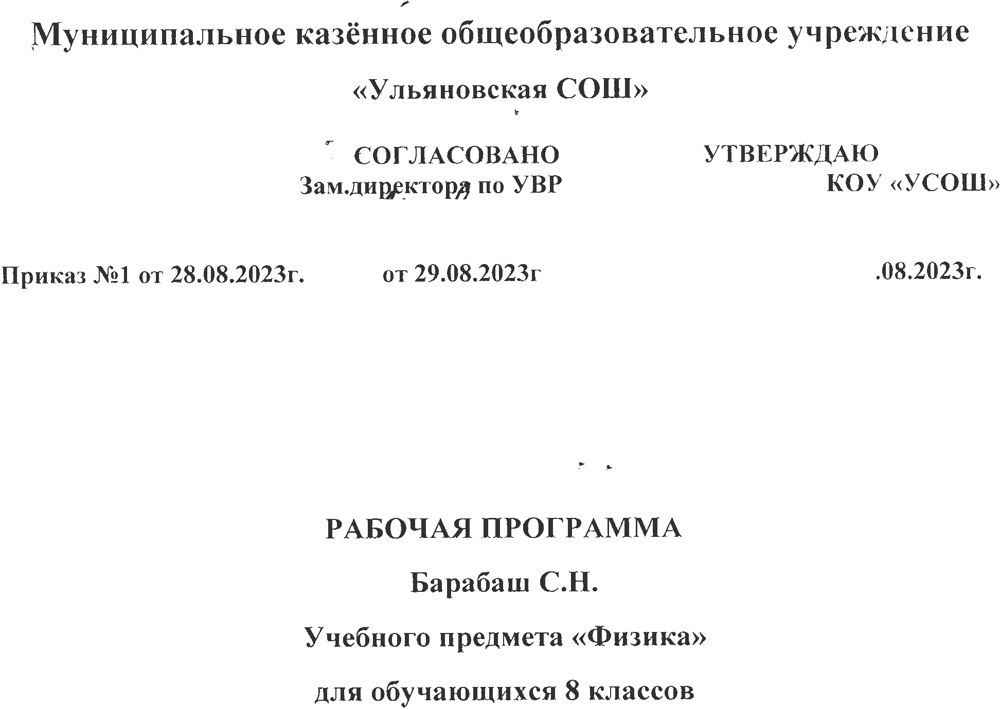 Муниципальное казённое общеобразовательное учреждение
«Ульяновская СОШ»
СОГЛАСОВАНО УТВЕРЖДАЮ
Зам.директора по УВР КОУ «УСОШ»
Приказ №1 от 28.08.2023г. от 29.08.2023г .08.2023г.
РАБОЧАЯ ПРОГРАММА
Барабаш С.Н.
Учебного предмета «Физика»
для обучающихся 8 классов